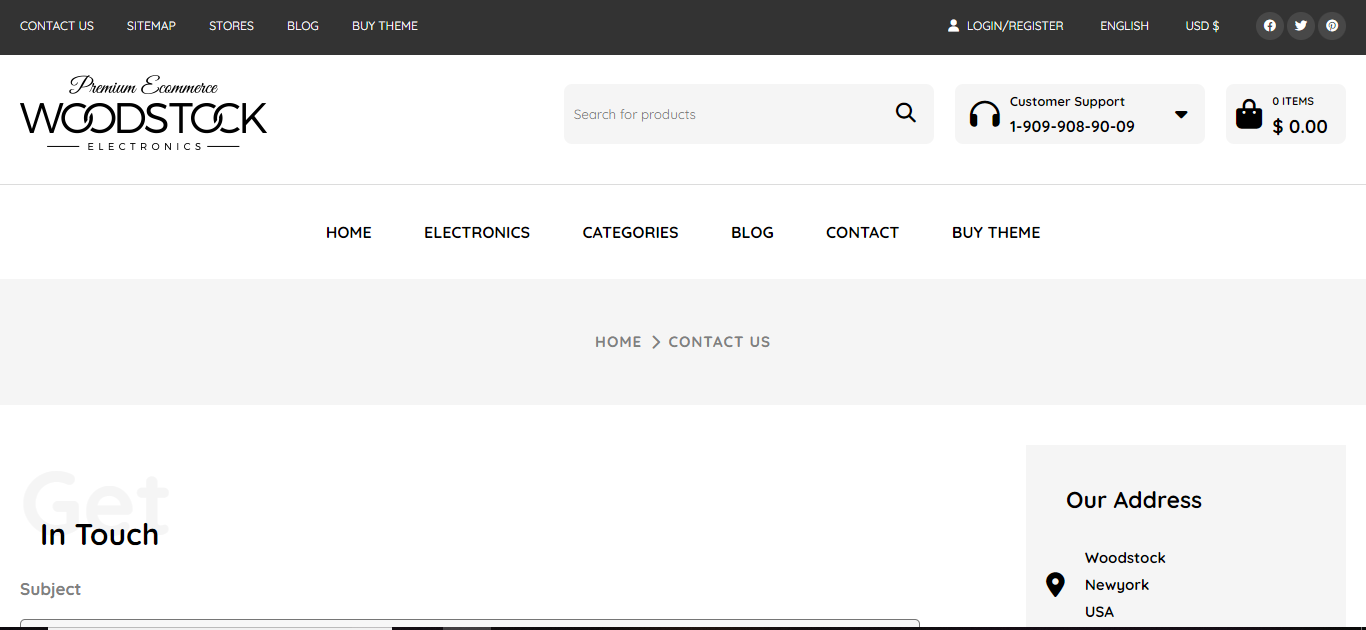 CONTACT US SITEMAP STORES BLOG BUY THEME LOGIN/REGISTER ENGLISH USD $
Premium Ecommerce
WOODSTOCK
ELECTRONICS
Search for products
Customer Support
1-909-908-90-09
0 ITEMS
$ 0.00
HOME ELECTRONICS CATEGORIES BLOG CONTACT BUY THEME
HOME CONTACT US
Get
In Touch
Subject
Our Address
Woodstock
Newyork
USA